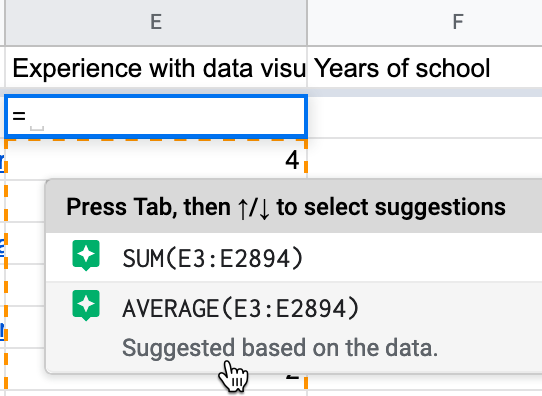 E F
Experience with data visu Years of school
=
4
Press Tab, then ↑/↓ to select suggestions
SUM(E3:E2894)
AVERAGE(E3:E2894)
Suggested based on the data.